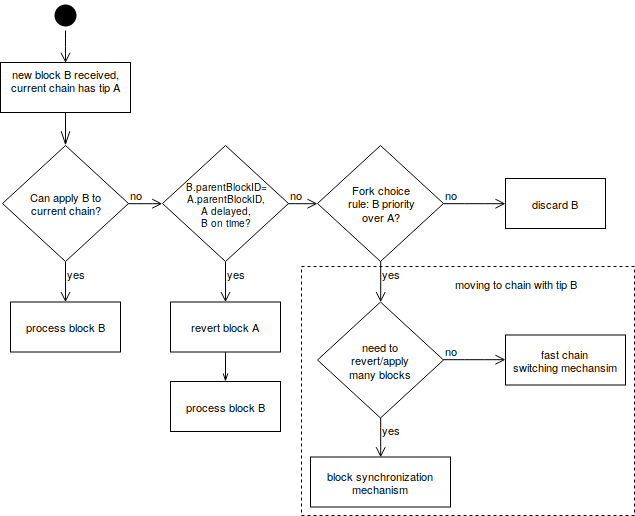 new block B received,
current chain has tip A
Can apply B to
current chain?
no
B.parentBlockID=
A.parentBlockID,
A delayed,
B on time?
no
Fork choice
rule: B priority
over A?
no
discard B
yes
yes
yes
moving to chain with tip B
process block B
revert block A
need to
revert/apply
many blocks
no
fast chain
switching mechansim
process block B
yes
block synchronization
mechanism